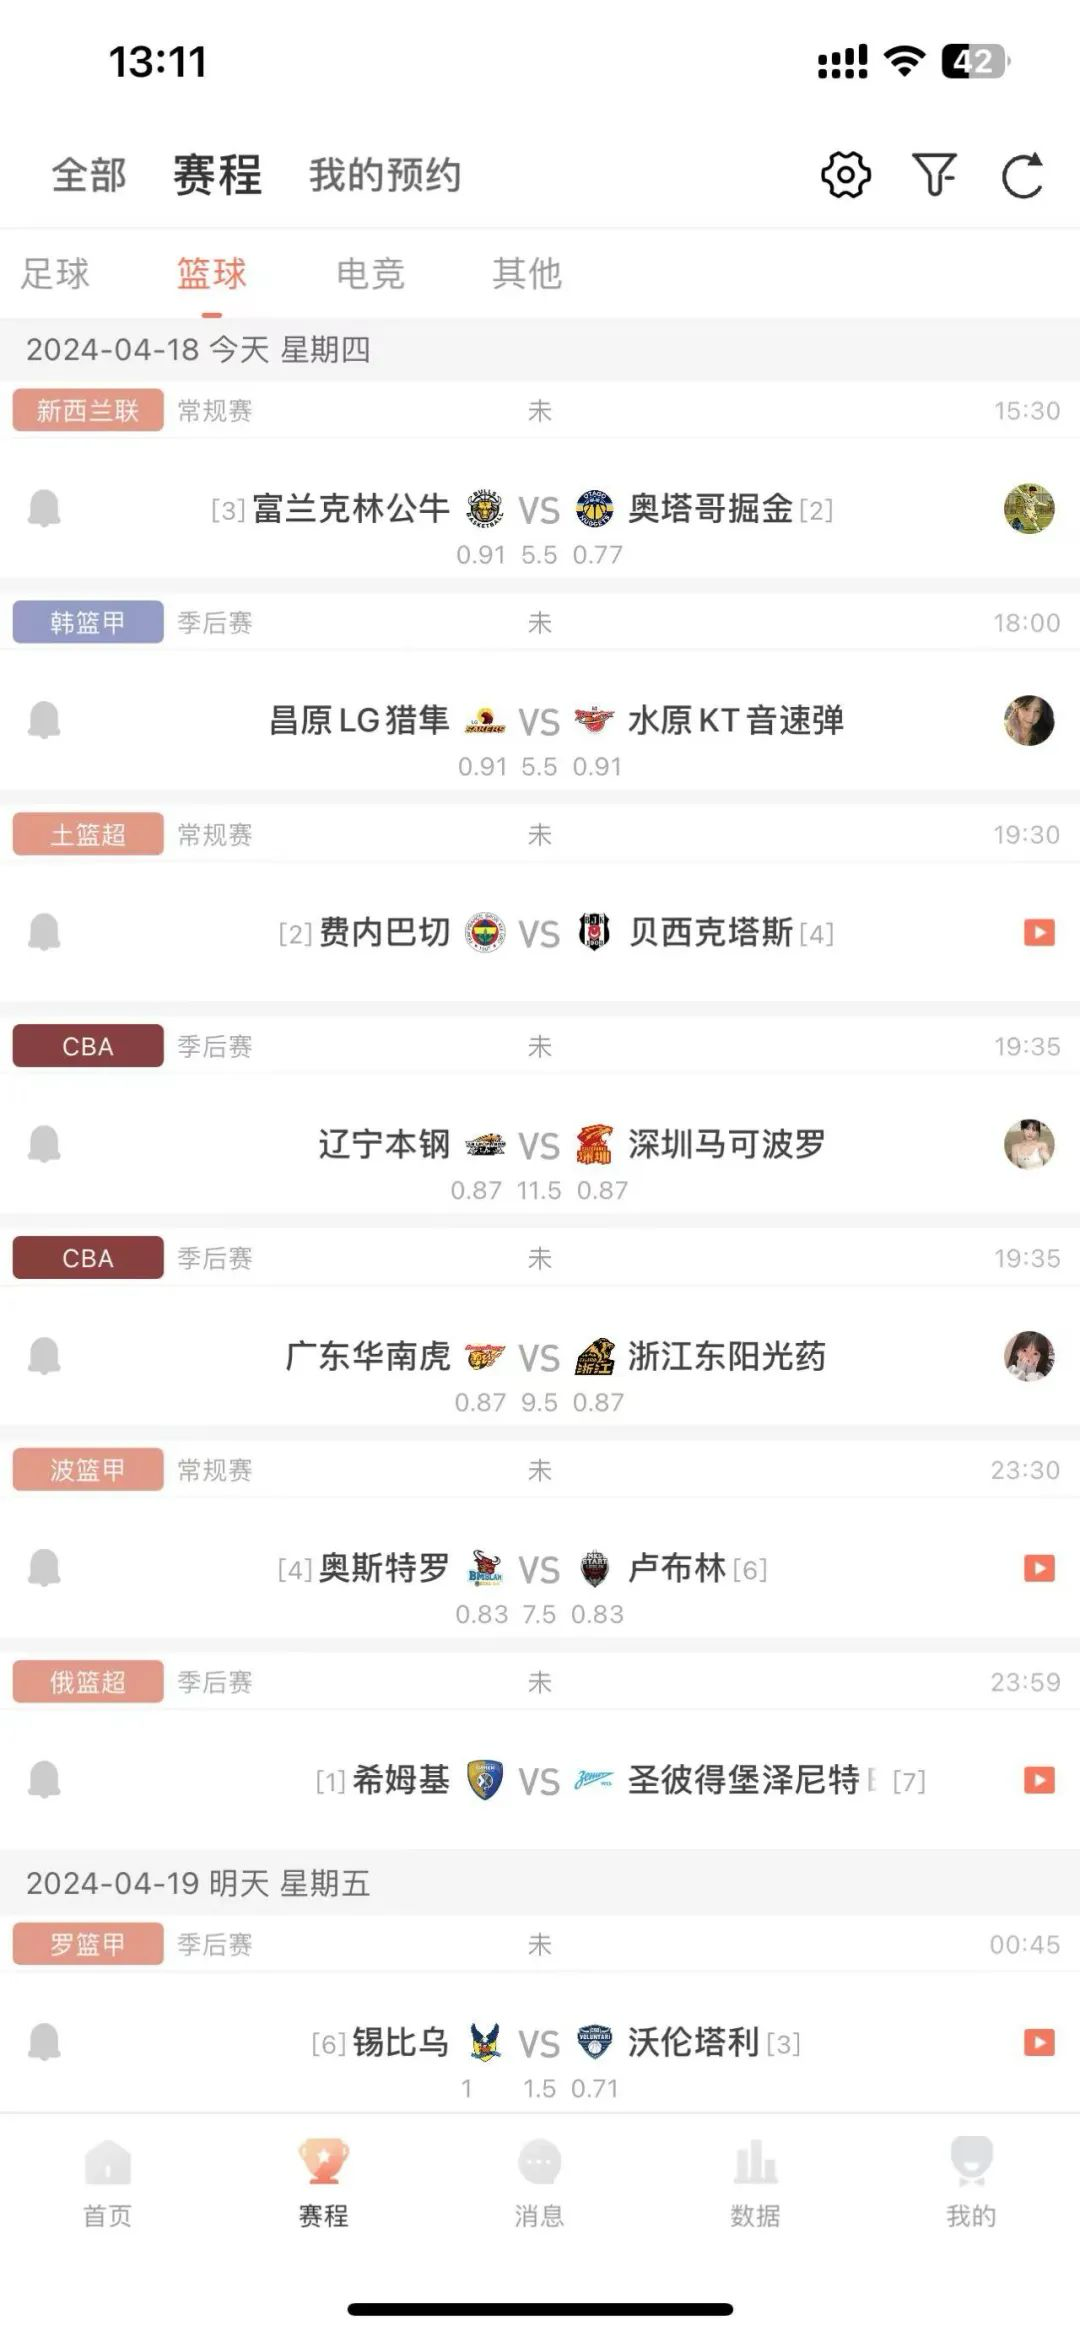 13:11
42
全部 赛程 我的预约
足球 篮球 电竞 其他
2024-04-18 今天 星期四
新西兰联 常规赛 未 15:30
[3] 富兰克林公牛 VS 奥塔哥掘金 [2]
0.91 5.5 0.77
韩篮甲 季后赛 未 18:00
昌原LG猎隼 VS 水原KT音速弹
0.91 5.5 0.91
土篮超 常规赛 未 19:30
[2] 费内巴切 VS 贝西克塔斯 [4]
CBA 季后赛 未 19:35
辽宁本钢 VS 深圳马可波罗
0.87 11.5 0.87
CBA 季后赛 未 19:35
广东华南虎 VS 浙江东阳光药
0.87 9.5 0.87
波篮甲 常规赛 未 23:30
[4] 奥斯特罗 VS 卢布林 [6]
0.83 7.5 0.83
俄篮超 季后赛 未 23:59
[1] 希姆基 VS 圣彼得堡泽尼特 [7]
2024-04-19 明天 星期五
罗篮甲 季后赛 未 00:45
[6] 锡比乌 VS 沃伦塔利 [3]
1 1.5 0.71
首页 赛程 消息 数据 我的